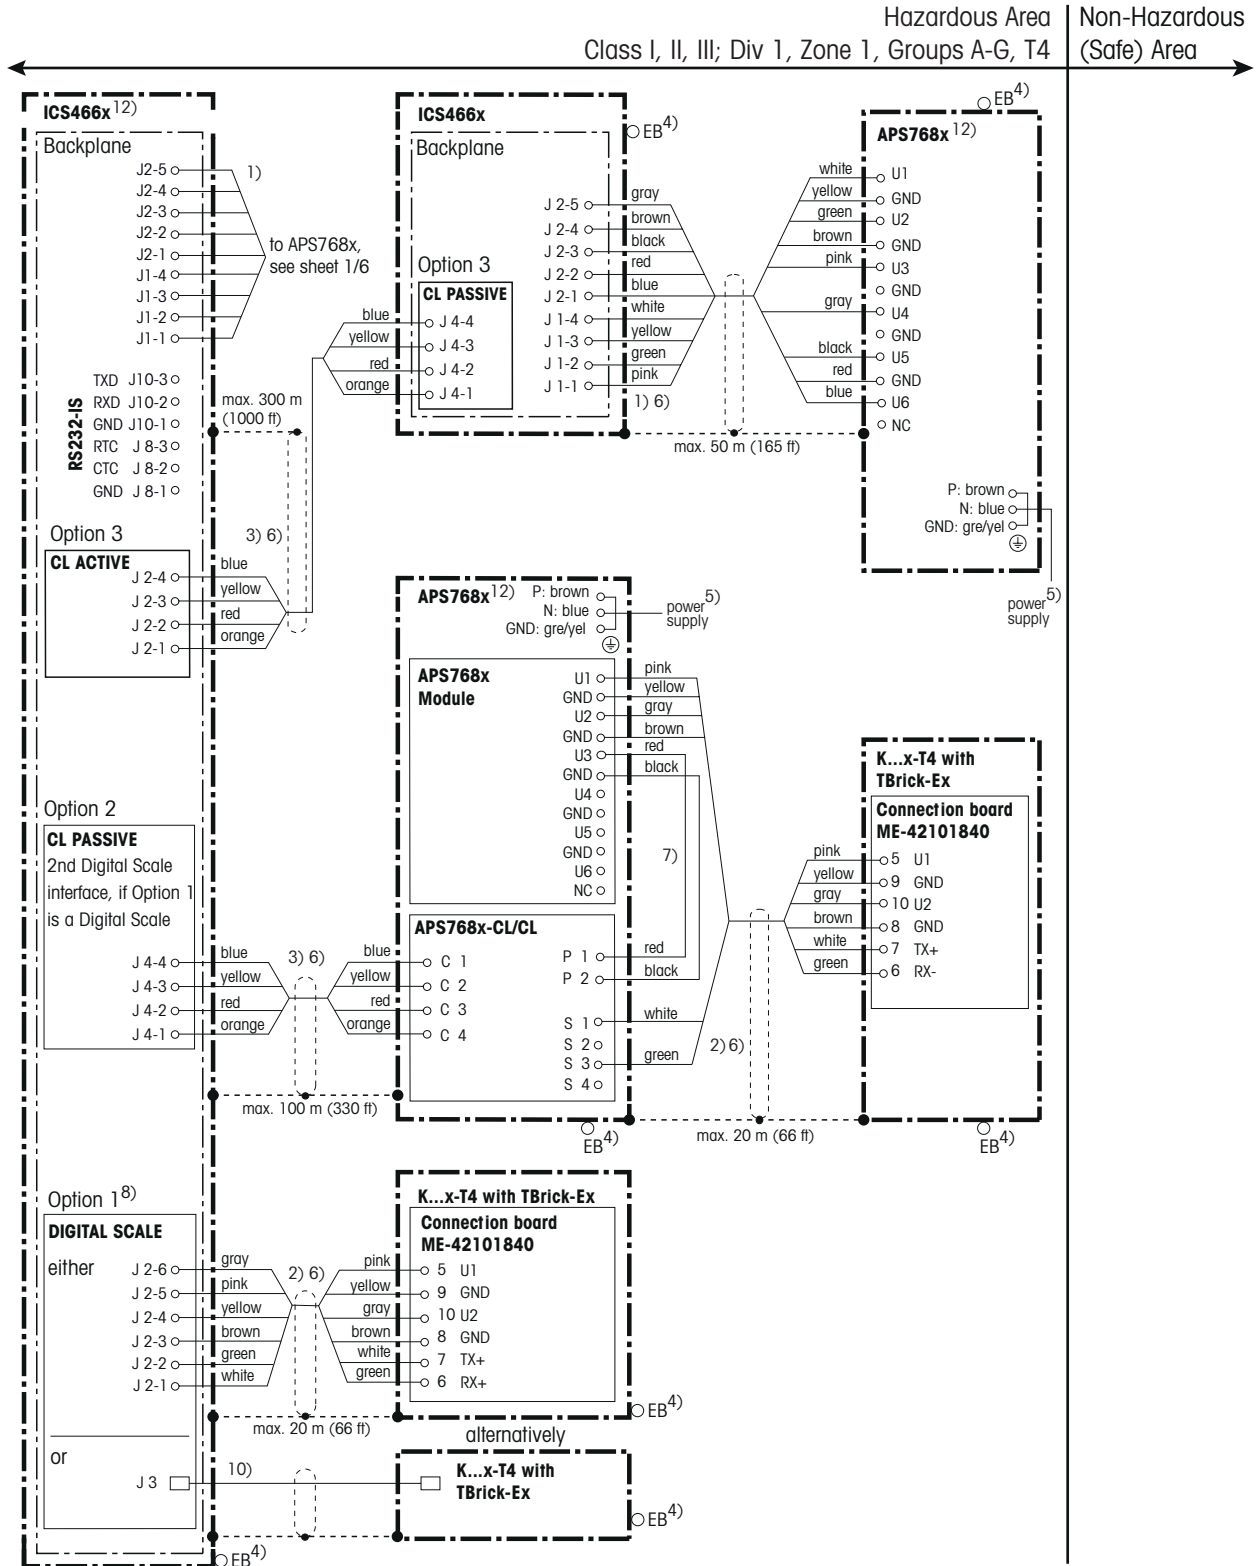 Hazardous Area
Class I, II, III; Div 1, Zone 1, Groups A-G, T4
Non-Hazardous
(Safe) Area
ICS466x 12)
Backplane
J2-5
J2-4
J2-3
J2-2
J2-1
J1-4
J1-3
J1-2
J1-1
1)
to APS768x,
see sheet 1/6
RS232-IS
TXD J10-3
RXD J10-2
GND J10-1
RTC J 8-3
CTC J 8-2
GND J 8-1
max. 300 m
(1000 ft)
3) 6)
Option 3
CL ACTIVE
J 2-4 blue
J 2-3 yellow
J 2-2 red
J 2-1 orange
ICS466x
EB 4)
Backplane
Option 3
CL PASSIVE
blue J 4-4
yellow J 4-3
red J 4-2
orange J 4-1
J 2-5 gray
J 2-4 brown
J 2-3 black
J 2-2 red
J 2-1 blue
J 1-4 white
J 1-3 yellow
J 1-2 green
J 1-1 pink
1) 6)
max. 50 m (165 ft)
EB 4)
APS768x 12)
white U1
yellow GND
green U2
brown GND
pink U3
GND
gray U4
GND
black U5
red GND
blue U6
NC
P: brown
N: blue
GND: gre/yel
power 5)
supply
APS768x 12)
P: brown
N: blue
GND: gre/yel
power 5)
supply
APS768x
Module
U1 pink
GND yellow
U2 gray
GND brown
U3 red
GND black
U4
GND
U5
GND
U6
NC
7)
APS768x-CL/CL
blue C 1
yellow C 2
red C 3
orange C 4
P 1 red
P 2 black
S 1 white
S 2
S 3 green
S 4
2) 6)
EB 4)
max. 20 m (66 ft)
K...x-T4 with
TBrick-Ex
Connection board
ME-42101840
pink 5 U1
yellow 9 GND
gray 10 U2
brown 8 GND
white 7 TX+
green 6 RX-
EB 4)
Option 2
CL PASSIVE
2nd Digital Scale
interface, if Option 1
is a Digital Scale
J 4-4 blue
J 4-3 yellow
J 4-2 red
J 4-1 orange
3) 6)
max. 100 m (330 ft)
Option 1 8)
DIGITAL SCALE
either
J 2-6 gray
J 2-5 pink
J 2-4 yellow
J 2-3 brown
J 2-2 green
J 2-1 white
2) 6)
max. 20 m (66 ft)
K...x-T4 with TBrick-Ex
Connection board
ME-42101840
pink 5 U1
yellow 9 GND
gray 10 U2
brown 8 GND
white 7 TX+
green 6 RX+
EB 4)
alternatively
or
J 3
10)
K...x-T4 with
TBrick-Ex
EB 4)
EB 4)